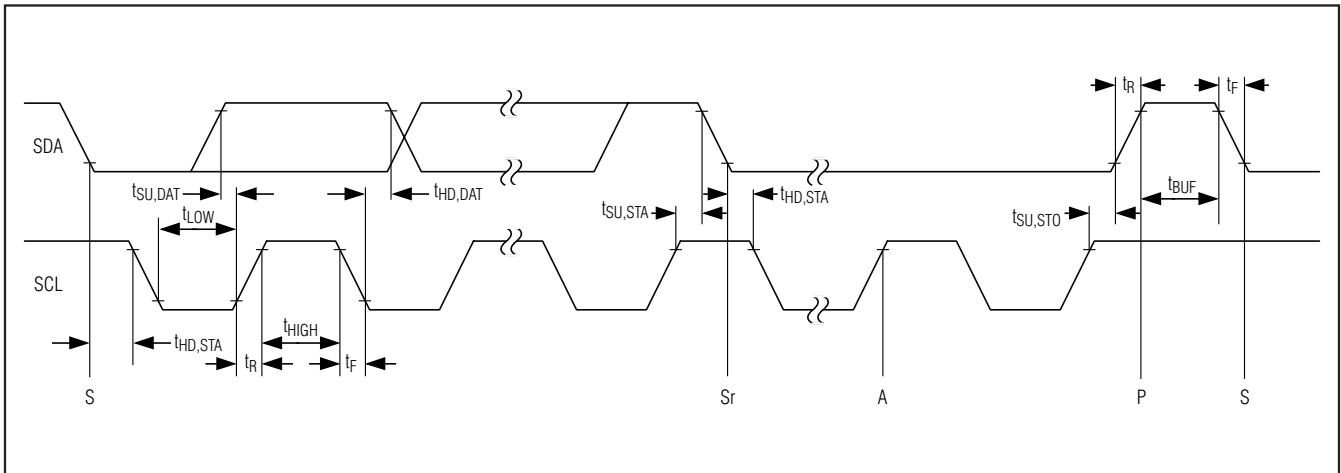 tR
tF
SDA
tSU,DAT
tHD,DAT
tHD,STA
tBUF
tLOW
tSU,STA
tSU,STO
SCL
tHIGH
tHD,STA
tR
tF
S
Sr
A
P
S